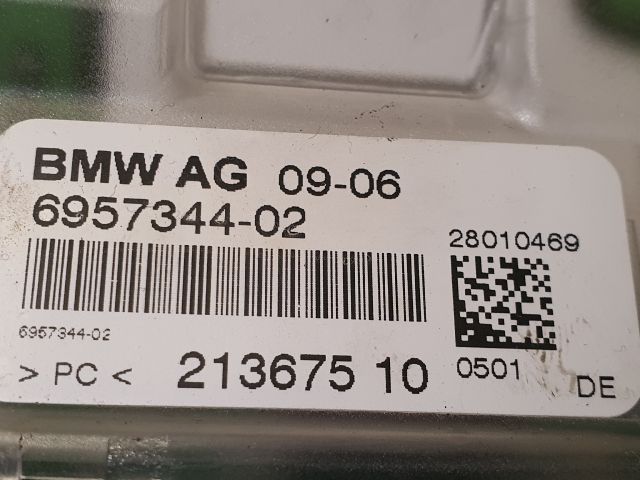 BMW AG 09-06
6957344-02
28010469
6957344-02
0501
> PC < 213675 10
DE